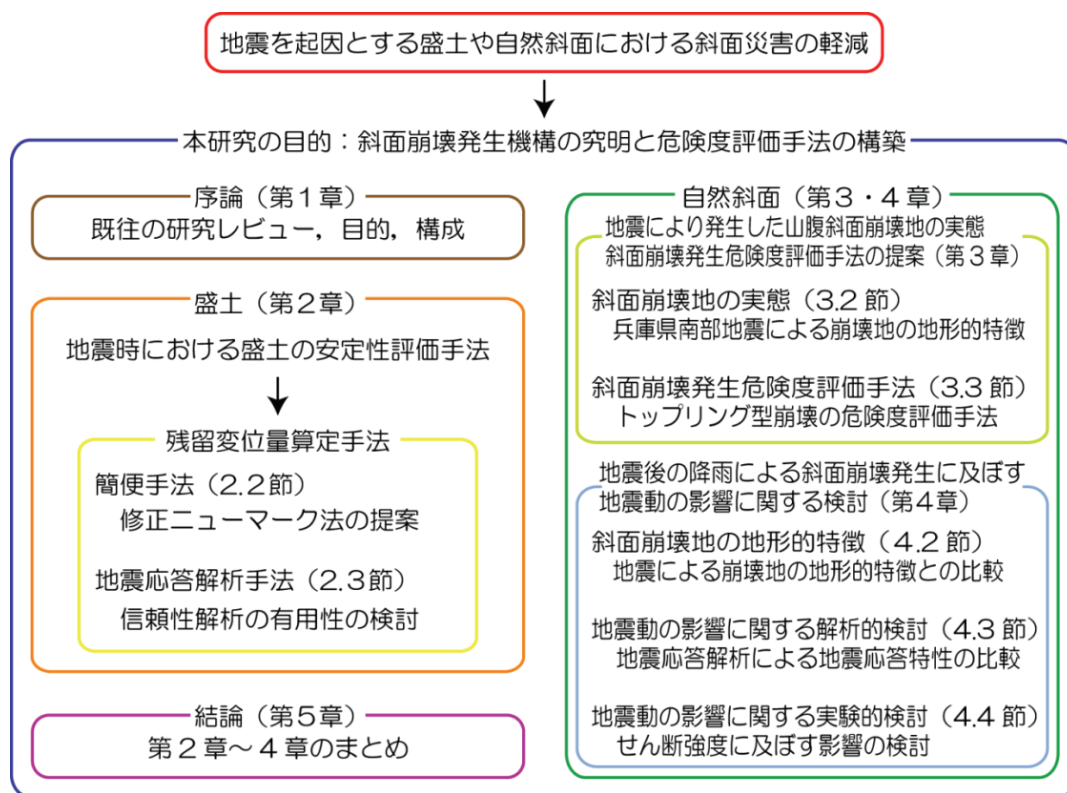 地震を起因とする盛土や自然斜面における斜面災害の軽減
本研究の目的：斜面崩壊発生機構の究明と危険度評価手法の構築
序論（第１章）
既往の研究レビュー，目的，構成
盛土（第２章）
地震時における盛土の安定性評価手法
残留変位量算定手法
簡便手法（2.2節）
修正ニューマーク法の提案
地震応答解析手法（2.3節）
信頼性解析の有用性の検討
結論（第５章）
第２章～４章のまとめ
自然斜面（第３・４章）
地震により発生した山腹斜面崩壊地の実態
斜面崩壊発生危険度評価手法の提案（第３章）
斜面崩壊地の実態（3.2 節）
兵庫県南部地震による崩壊地の地形的特徴
斜面崩壊発生危険度評価手法（3.3 節）
トップリング型崩壊の危険度評価手法
地震後の降雨による斜面崩壊発生に及ぼす
地震動の影響に関する検討（第４章）
斜面崩壊地の地形的特徴（4.2 節）
地震による崩壊地の地形的特徴との比較
地震動の影響に関する解析的検討（4.3 節）
地震応答解析による地震応答特性の比較
地震動の影響に関する実験的検討（4.4 節）
せん断強度に及ぼす影響の検討